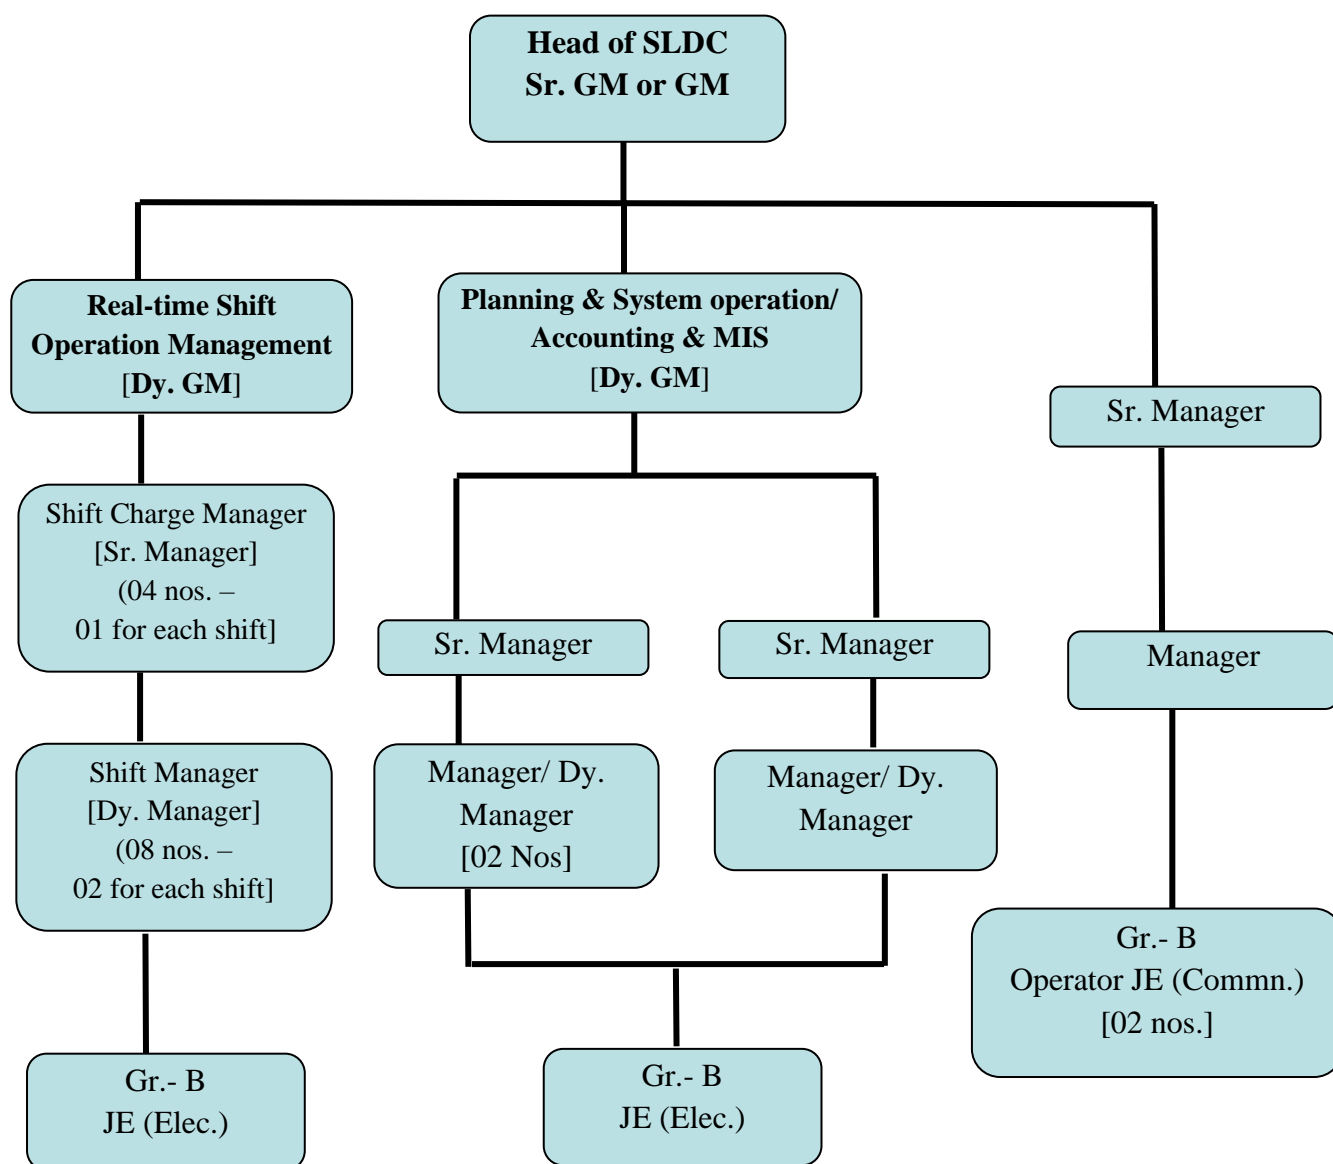 Head of SLDC
Sr. GM or GM
Real-time Shift
Operation Management
[Dy. GM]
Planning & System operation/
Accounting & MIS
[Dy. GM]
Sr. Manager
Shift Charge Manager
[Sr. Manager]
(04 nos. –
01 for each shift]
Sr. Manager
Sr. Manager
Manager
Shift Manager
[Dy. Manager]
(08 nos. –
02 for each shift]
Manager/ Dy.
Manager
[02 Nos]
Manager/ Dy.
Manager
Gr.- B
Operator JE (Commn.)
[02 nos.]
Gr.- B
JE (Elec.)
Gr.- B
JE (Elec.)